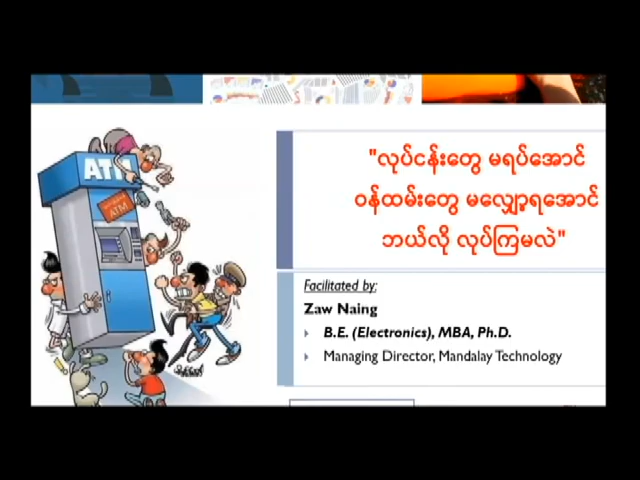 ATM
ATM
"လုပ်ငန်းတွေ မရပ်အောင်
ဝန်ထမ်းတွေ မလျှော့ရအောင်
ဘယ်လို လုပ်ကြမလဲ"
Facilitated by:
Zaw Naing
B.E. (Electronics), MBA, Ph.D.
Managing Director, Mandalay Technology